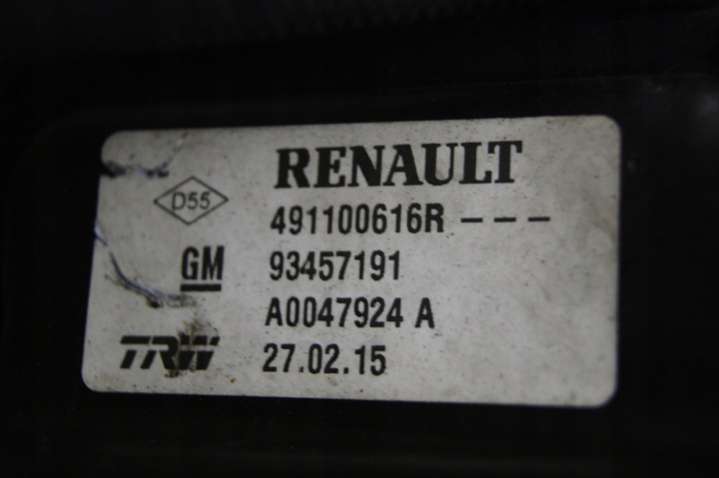 RENAULT
D55 491100616R ---
GM 93457191
A0047924 A
TRW 27.02.15